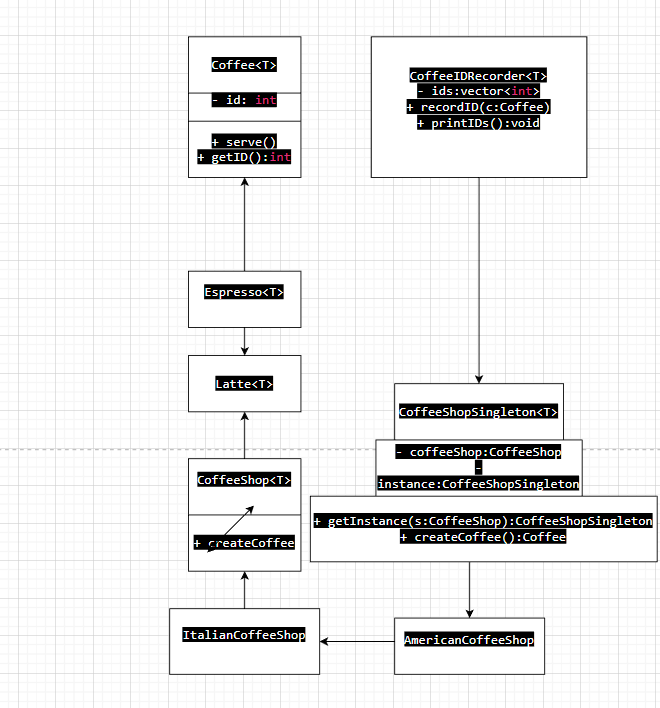 Coffee<T>
- id: int
+ serve()
+ getID():int
CoffeeIDRecorder<T>
- ids:vector<int>
+ recordID(c:Coffee)
+ printIDs():void
Espresso<T>
Latte<T>
CoffeeShop<T>
+ createCoffee
CoffeeShopSingleton<T>
- coffeeShop:CoffeeShop
-
instance:CoffeeShopSingleton
+ getInstance(s:CoffeeShop):CoffeeShopSingleton
+ createCoffee():Coffee
ItalianCoffeeShop
AmericanCoffeeShop